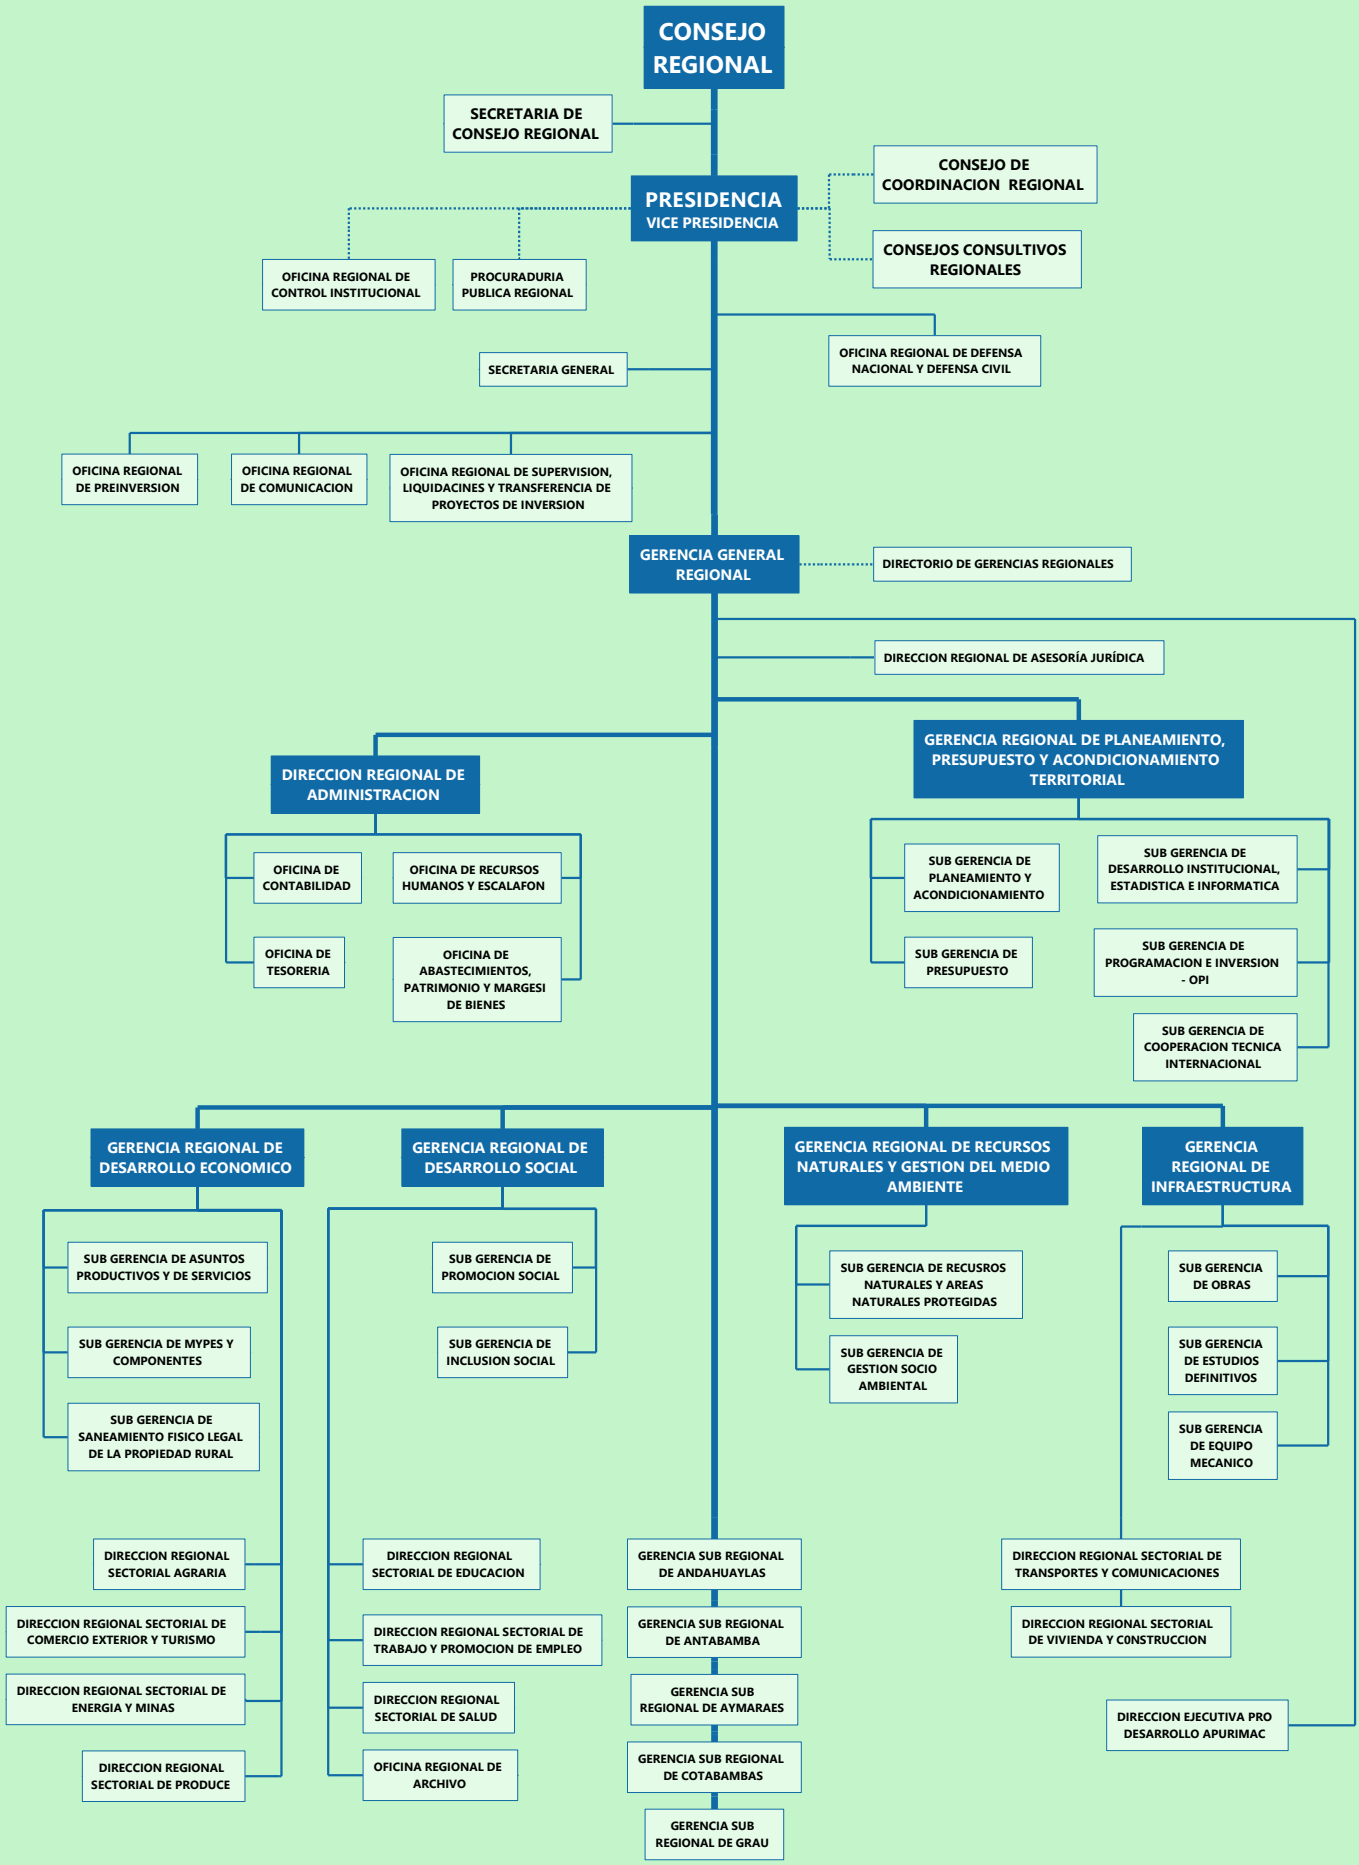 CONSEJO
REGIONAL
SECRETARIA DE
CONSEJO REGIONAL
CONSEJO DE
COORDINACION REGIONAL
PRESIDENCIA
VICE PRESIDENCIA
CONSEJOS CONSULTIVOS
REGIONALES
OFICINA REGIONAL DE
CONTROL INSTITUCIONAL
PROCURADURIA
PUBLICA REGIONAL
OFICINA REGIONAL DE DEFENSA
NACIONAL Y DEFENSA CIVIL
SECRETARIA GENERAL
OFICINA REGIONAL
DE PREINVERSION
OFICINA REGIONAL
DE COMUNICACION
OFICINA REGIONAL DE SUPERVISION,
LIQUIDACINES Y TRANSFERENCIA DE
PROYECTOS DE INVERSION
GERENCIA GENERAL
REGIONAL
DIRECTORIO DE GERENCIAS REGIONALES
DIRECCION REGIONAL DE ASESORÍA JURÍDICA
GERENCIA REGIONAL DE PLANEAMIENTO,
PRESUPUESTO Y ACONDICIONAMIENTO
TERRITORIAL
DIRECCION REGIONAL DE
ADMINISTRACION
OFICINA DE
CONTABILIDAD
OFICINA DE RECURSOS
HUMANOS Y ESCALAFON
OFICINA DE
TESORERIA
OFICINA DE
ABASTECIMIENTOS,
PATRIMONIO Y MARGESI
DE BIENES
SUB GERENCIA DE
PLANEAMIENTO Y
ACONDICIONAMIENTO
SUB GERENCIA DE
DESARROLLO INSTITUCIONAL,
ESTADISTICA E INFORMATICA
SUB GERENCIA DE
PRESUPUESTO
SUB GERENCIA DE
PROGRAMACION E INVERSION
- OPI
SUB GERENCIA DE
COOPERACION TECNICA
INTERNACIONAL
GERENCIA REGIONAL DE
DESARROLLO ECONOMICO
GERENCIA REGIONAL DE
DESARROLLO SOCIAL
GERENCIA REGIONAL DE RECURSOS
NATURALES Y GESTION DEL MEDIO
AMBIENTE
GERENCIA
REGIONAL DE
INFRAESTRUCTURA
SUB GERENCIA DE ASUNTOS
PRODUCTIVOS Y DE SERVICIOS
SUB GERENCIA DE MYPES Y
COMPONENTES
SUB GERENCIA DE
SANEAMIENTO FISICO LEGAL
DE LA PROPIEDAD RURAL
SUB GERENCIA DE
PROMOCION SOCIAL
SUB GERENCIA DE
INCLUSION SOCIAL
SUB GERENCIA DE RECUSROS
NATURALES Y AREAS
NATURALES PROTEGIDAS
SUB GERENCIA DE
GESTION SOCIO
AMBIENTAL
SUB GERENCIA
DE OBRAS
SUB GERENCIA
DE ESTUDIOS
DEFINITIVOS
SUB GERENCIA
DE EQUIPO
MECANICO
DIRECCION REGIONAL
SECTORIAL AGRARIA
DIRECCION REGIONAL SECTORIAL DE
COMERCIO EXTERIOR Y TURISMO
DIRECCION REGIONAL SECTORIAL DE
ENERGIA Y MINAS
DIRECCION REGIONAL
SECTORIAL DE PRODUCE
DIRECCION REGIONAL
SECTORIAL DE EDUCACION
DIRECCION REGIONAL SECTORIAL DE
TRABAJO Y PROMOCION DE EMPLEO
DIRECCION REGIONAL
SECTORIAL DE SALUD
OFICINA REGIONAL DE
ARCHIVO
GERENCIA SUB REGIONAL
DE ANDAHUAYLAS
GERENCIA SUB REGIONAL
DE ANTABAMBA
GERENCIA SUB
REGIONAL DE AYMARAES
GERENCIA SUB REGIONAL
DE COTABAMBAS
GERENCIA SUB
REGIONAL DE GRAU
DIRECCION REGIONAL SECTORIAL DE
TRANSPORTES Y COMUNICACIONES
DIRECCION REGIONAL SECTORIAL
DE VIVIENDA Y C0NSTRUCCION
DIRECCION EJECUTIVA PRO
DESARROLLO APURIMAC